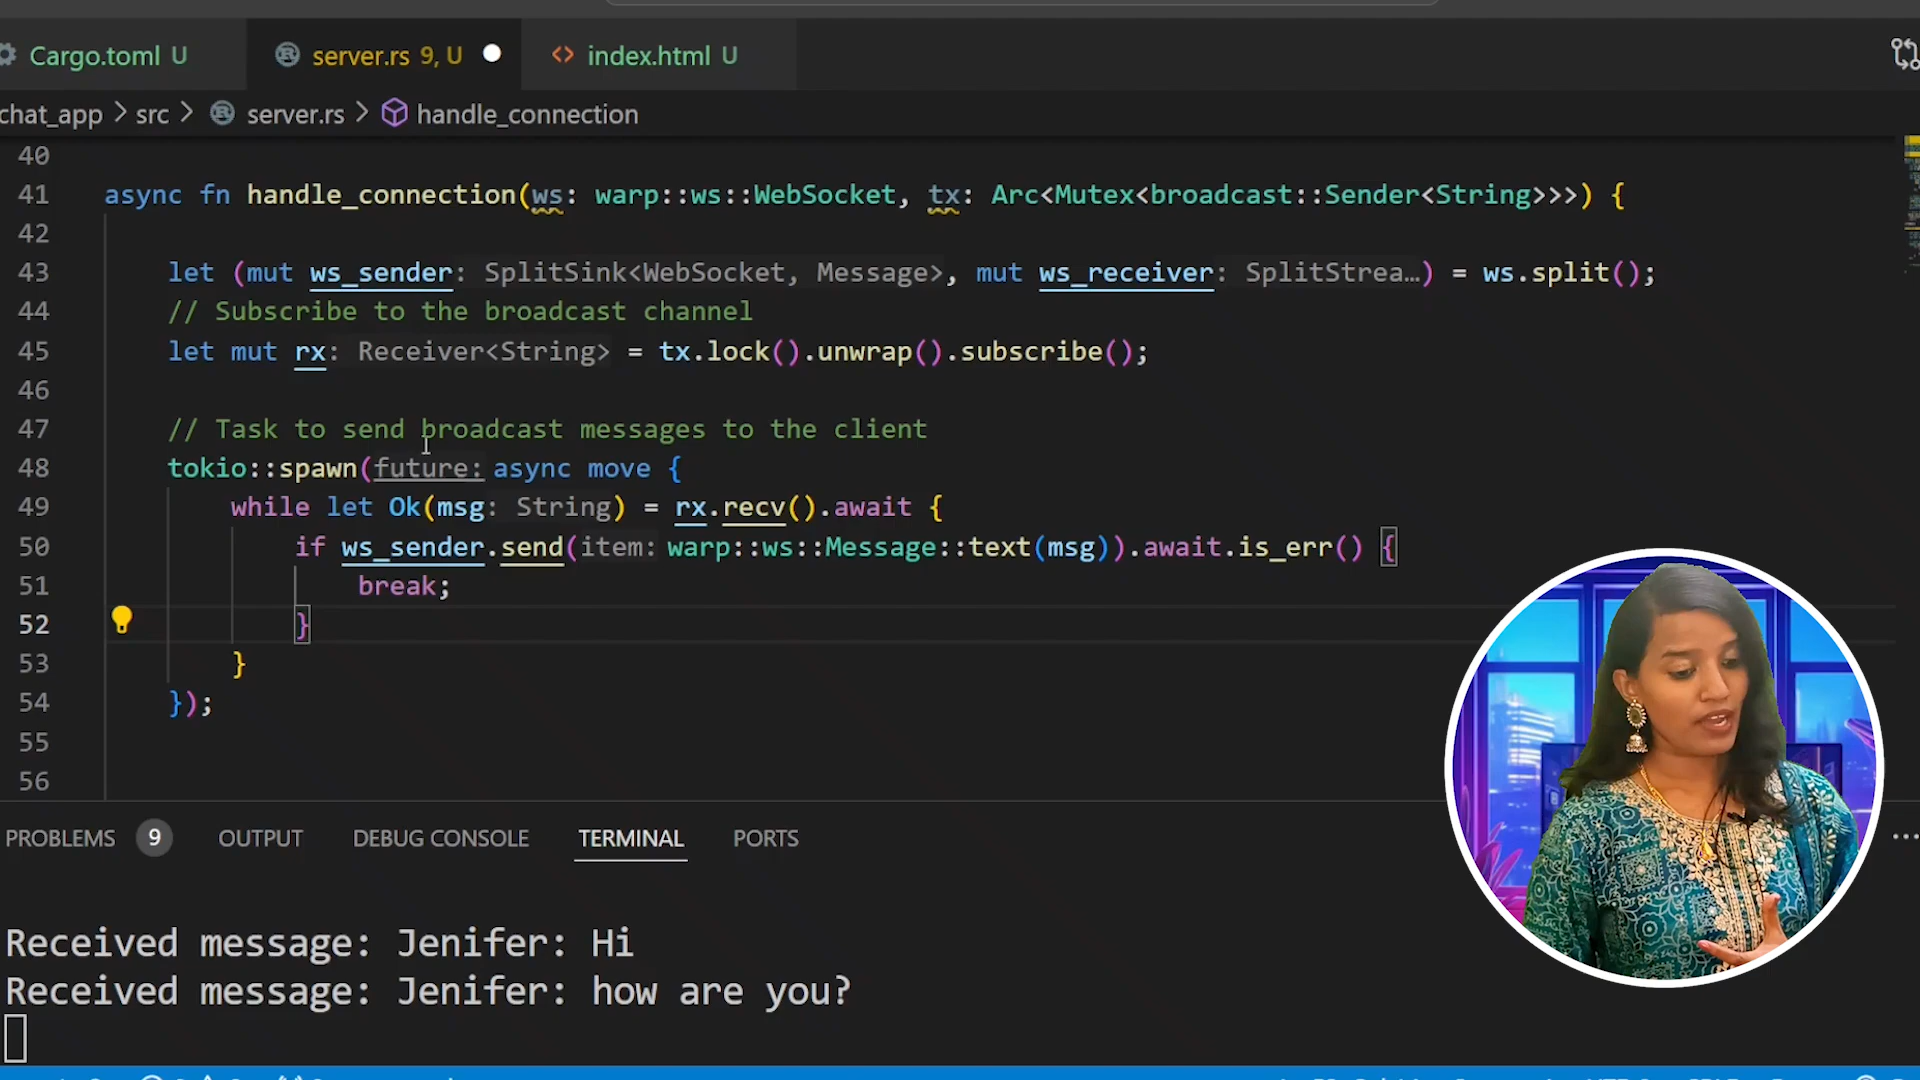 Cargo.toml U
server.rs 9, U
index.html U
chat_app > src > server.rs > handle_connection
40
41 async fn handle_connection(ws: warp::ws::WebSocket, tx: Arc<Mutex<broadcast::Sender<String>>>) {
42
43 let (mut ws_sender: SplitSink<WebSocket, Message>, mut ws_receiver: SplitStrea…) = ws.split();
44 // Subscribe to the broadcast channel
45 let mut rx: Receiver<String> = tx.lock().unwrap().subscribe();
46
47 // Task to send broadcast messages to the client
48 tokio::spawn(future: async move {
49 while let Ok(msg: String) = rx.recv().await {
50 if ws_sender.send(item: warp::ws::Message::text(msg)).await.is_err() {
51 break;
52 }
53 }
54 });
55
56
PROBLEMS 9 OUTPUT DEBUG CONSOLE TERMINAL PORTS
Received message: Jenifer: Hi
Received message: Jenifer: how are you?